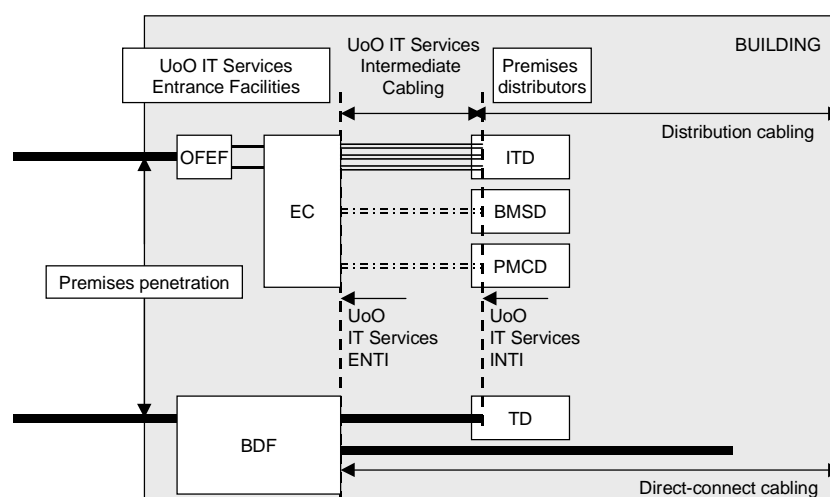 BUILDING
UoO IT Services
Entrance Facilities
UoO IT Services
Intermediate
Cabling
Premises
distributors
Distribution cabling
OFEF
EC
ITD
BMSD
PMCD
Premises penetration
UoO
IT Services
ENTI
UoO
IT Services
INTI
BDF
TD
Direct-connect cabling